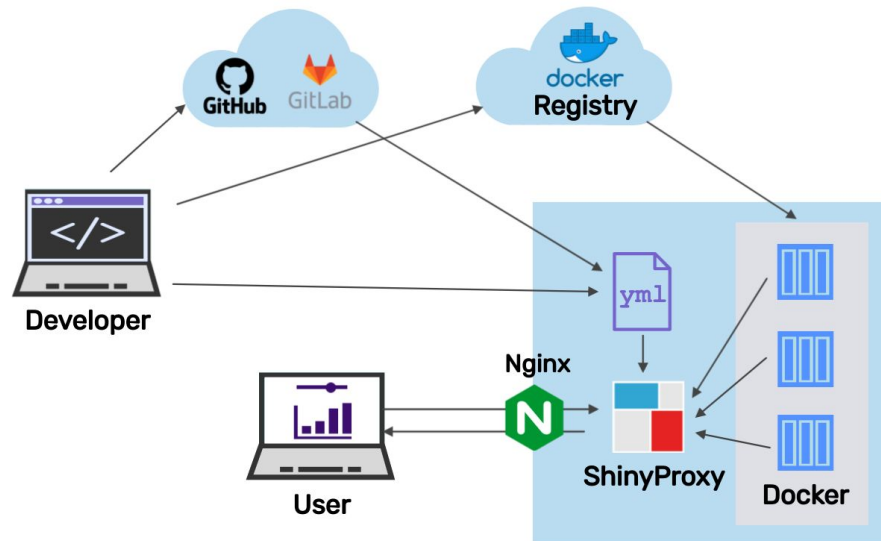 GitHub
GitLab
docker
Registry
</>
Developer
yml
Nginx
N
ShinyProxy
User
Docker